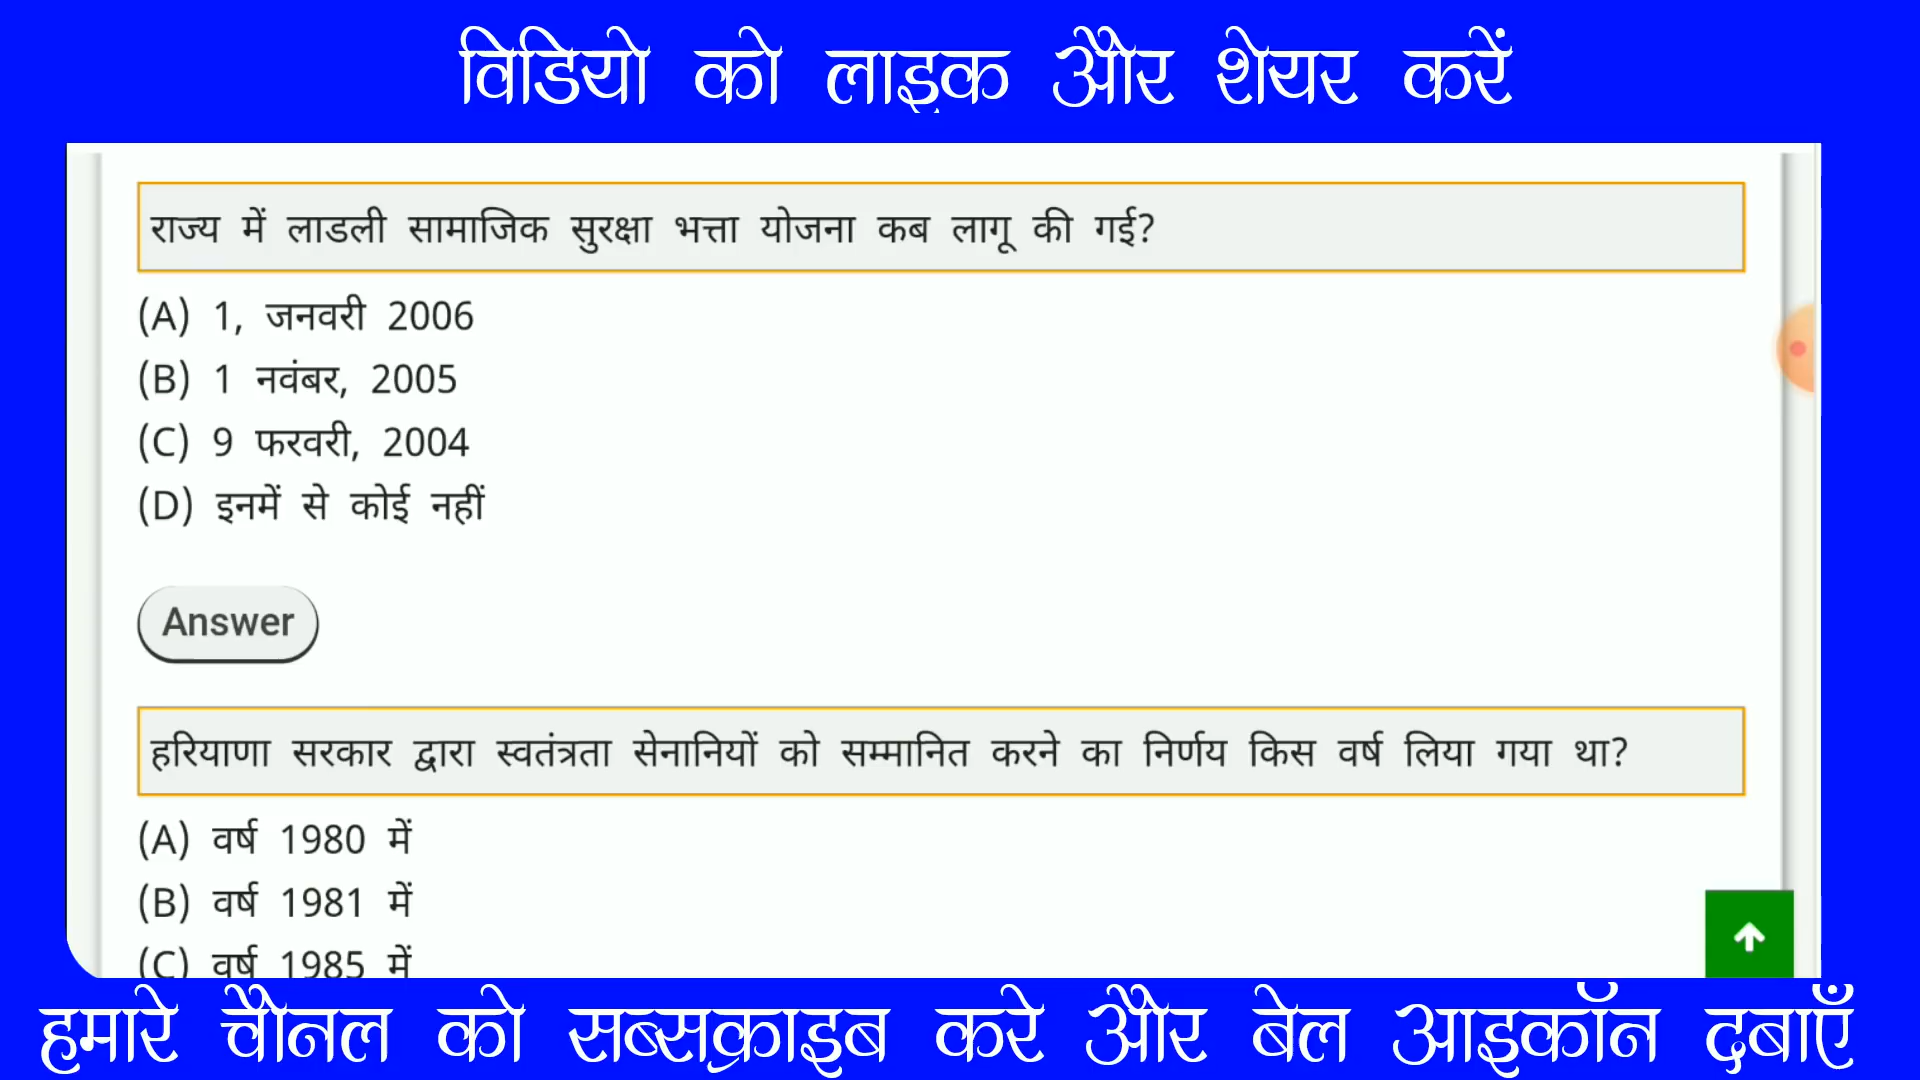 विडियो को लाइक और शेयर करें
राज्य में लाडली सामाजिक सुरक्षा भत्ता योजना कब लागू की गई?
(A) 1, जनवरी 2006
(B) 1 नवंबर, 2005
(C) 9 फरवरी, 2004
(D) इनमें से कोई नहीं
Answer
हरियाणा सरकार द्वारा स्वतंत्रता सेनानियों को सम्मानित करने का निर्णय किस वर्ष लिया गया था?
(A) वर्ष 1980 में
(B) वर्ष 1981 में
(C) वर्ष 1985 में
हमारे चैनल को सब्सक्राइब करे और बेल आइकॉन दबाएँ